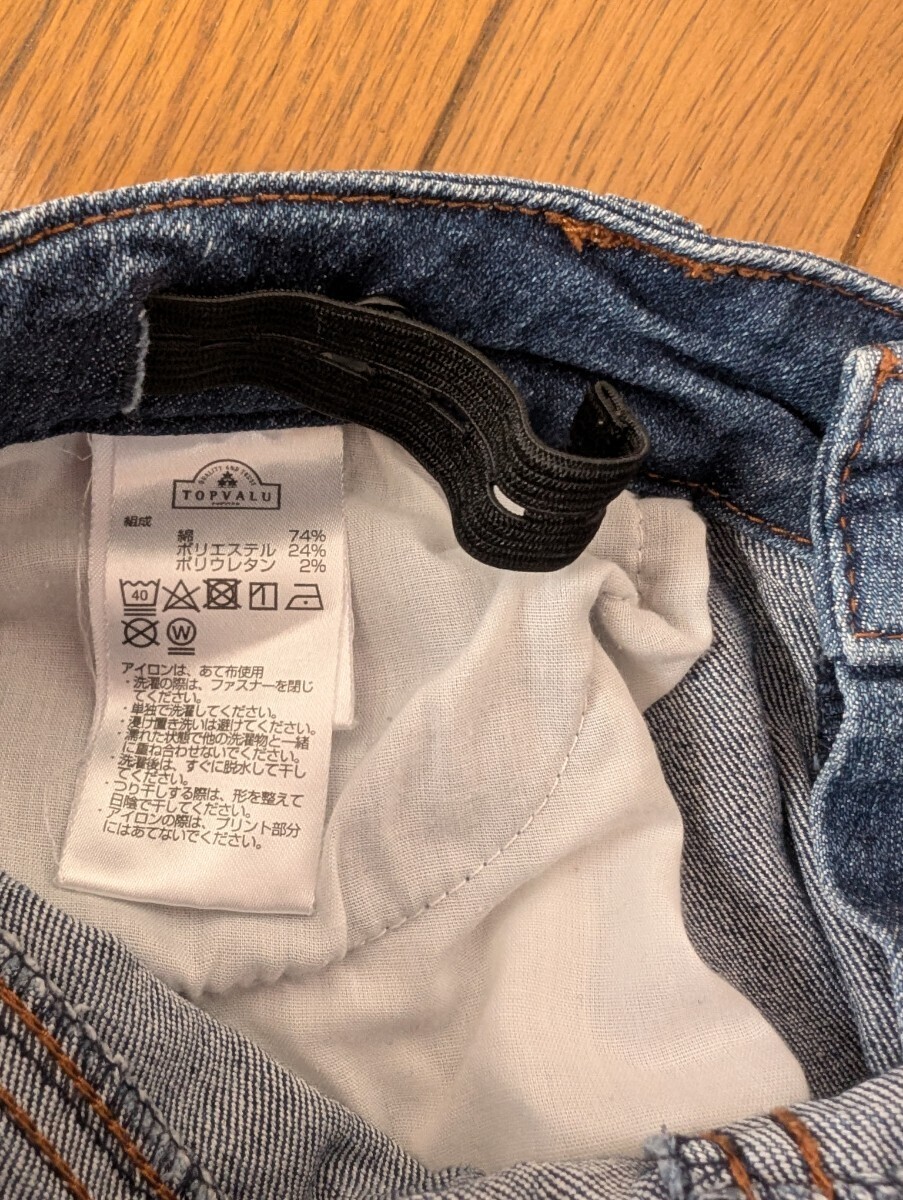 QUALITY AND TRUST
TOPVALU
トップバリュ
組成
綿 74%
ポリエステル 24%
ポリウレタン 2%
40
W
アイロンは、あて布使用
・洗濯の際は、ファスナーを閉じ
てください。
・単独で洗濯してください。
・浸け置き洗いは避けてください。
・濡れた状態で他の洗濯物と一緒
に重ね合わせないでください。
・洗濯後は、すぐに脱水して干し
てください。
・つり干しする際は、形を整えて
日陰で干してください。
・アイロンの際は、プリント部分
にはあてないでください。